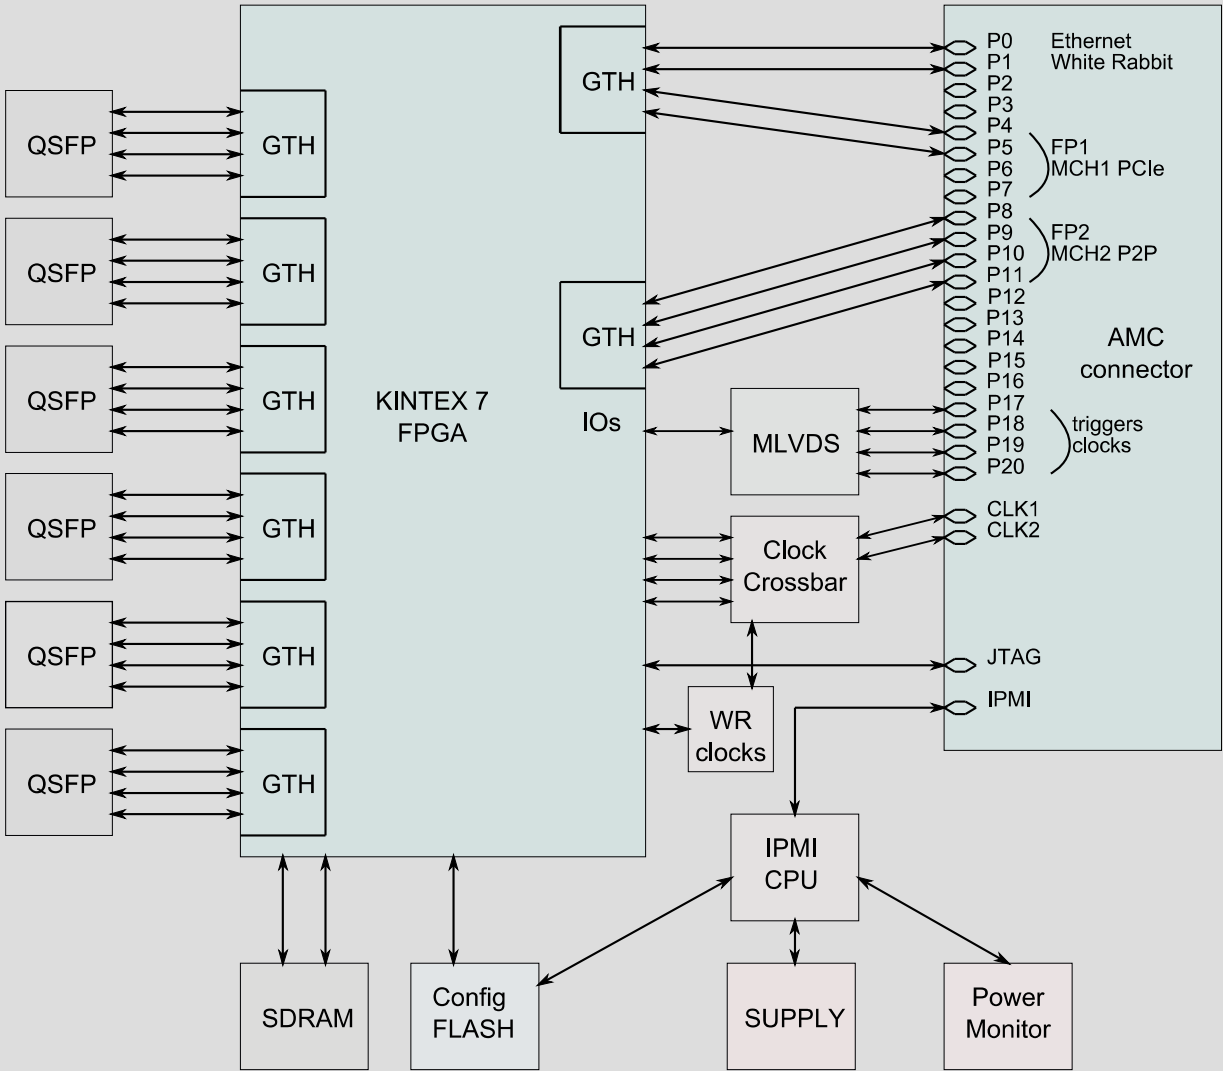 GTH
P0 Ethernet
P1 White Rabbit
P2
P3
P4
P5 FP1
P6 MCH1 PCIe
P7
P8
P9 FP2
P10 MCH2 P2P
P11
P12
P13
P14
P15
P16
P17
P18 triggers
P19 clocks
P20
CLK1
CLK2
JTAG
IPMI
AMC
connector
QSFP
GTH
QSFP
GTH
QSFP
GTH
QSFP
GTH
QSFP
GTH
QSFP
GTH
KINTEX 7
FPGA
GTH
IOs
MLVDS
Clock
Crossbar
WR
clocks
IPMI
CPU
SDRAM
Config
FLASH
SUPPLY
Power
Monitor